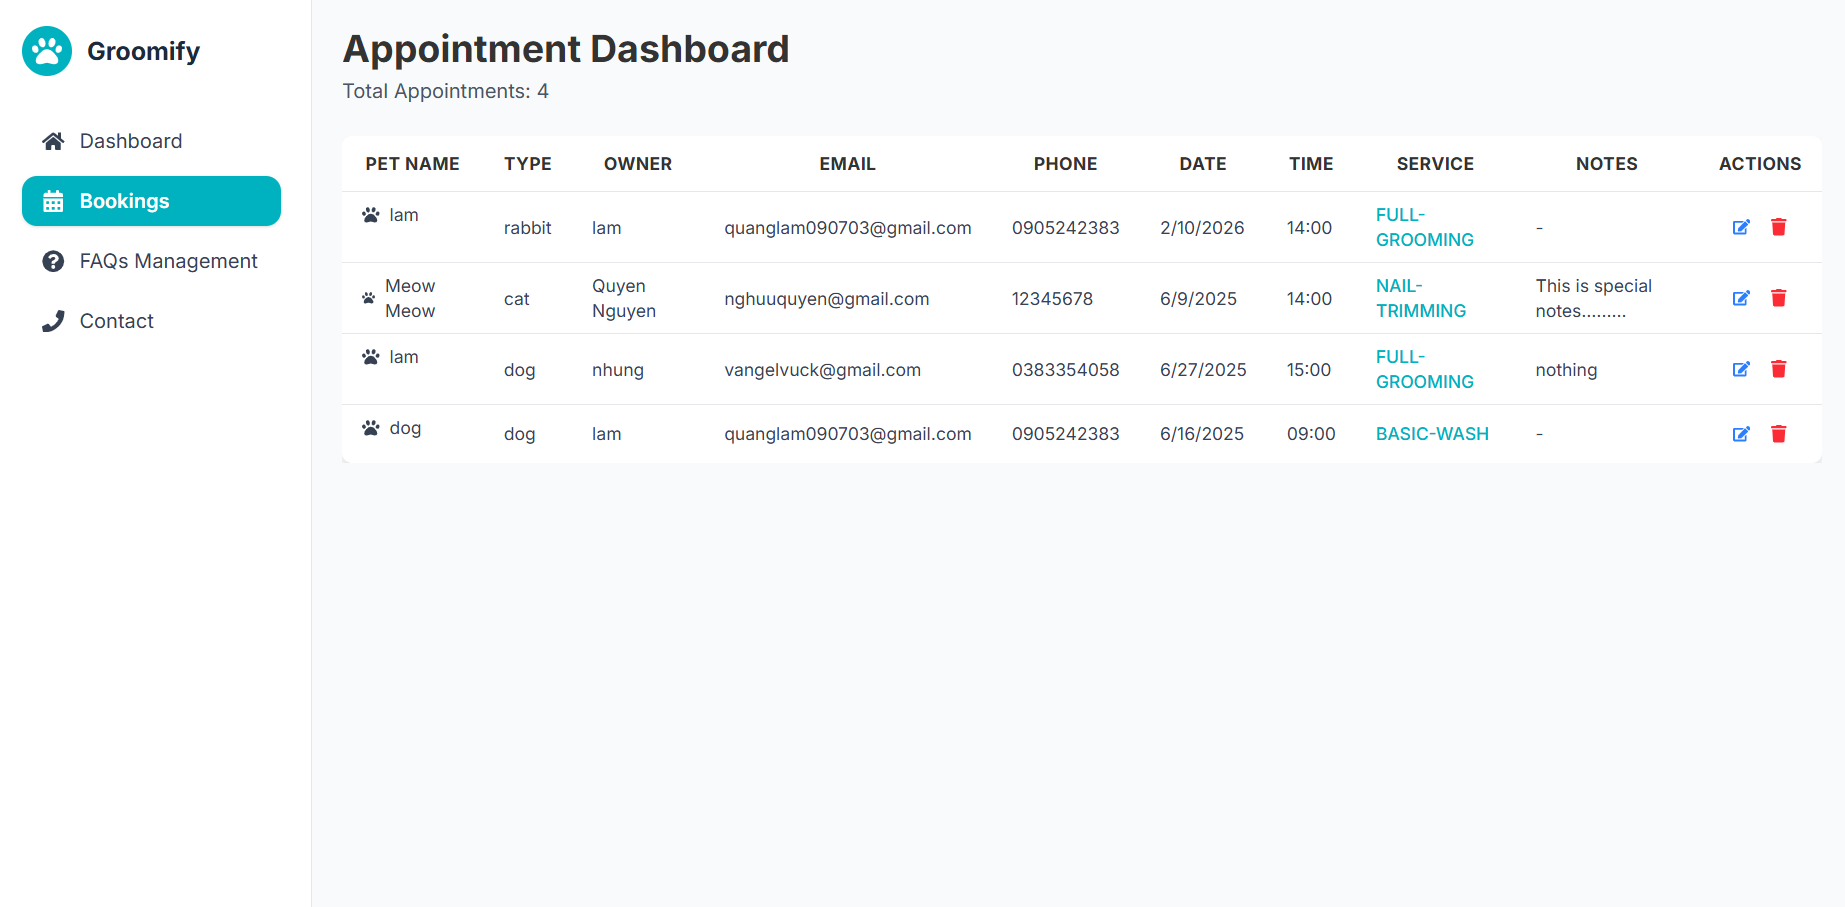 Groomify
Dashboard
Bookings
FAQs Management
Contact
Appointment Dashboard
Total Appointments: 4
PET NAME TYPE OWNER EMAIL PHONE DATE TIME SERVICE NOTES ACTIONS
lam rabbit lam quanglam090703@gmail.com 0905242383 2/10/2026 14:00 FULL-
GROOMING -
Meow
Meow cat Quyen
Nguyen nghuuquyen@gmail.com 12345678 6/9/2025 14:00 NAIL-
TRIMMING This is special
notes.........
lam dog nhung vangelvuck@gmail.com 0383354058 6/27/2025 15:00 FULL-
GROOMING nothing
dog dog lam quanglam090703@gmail.com 0905242383 6/16/2025 09:00 BASIC-WASH -